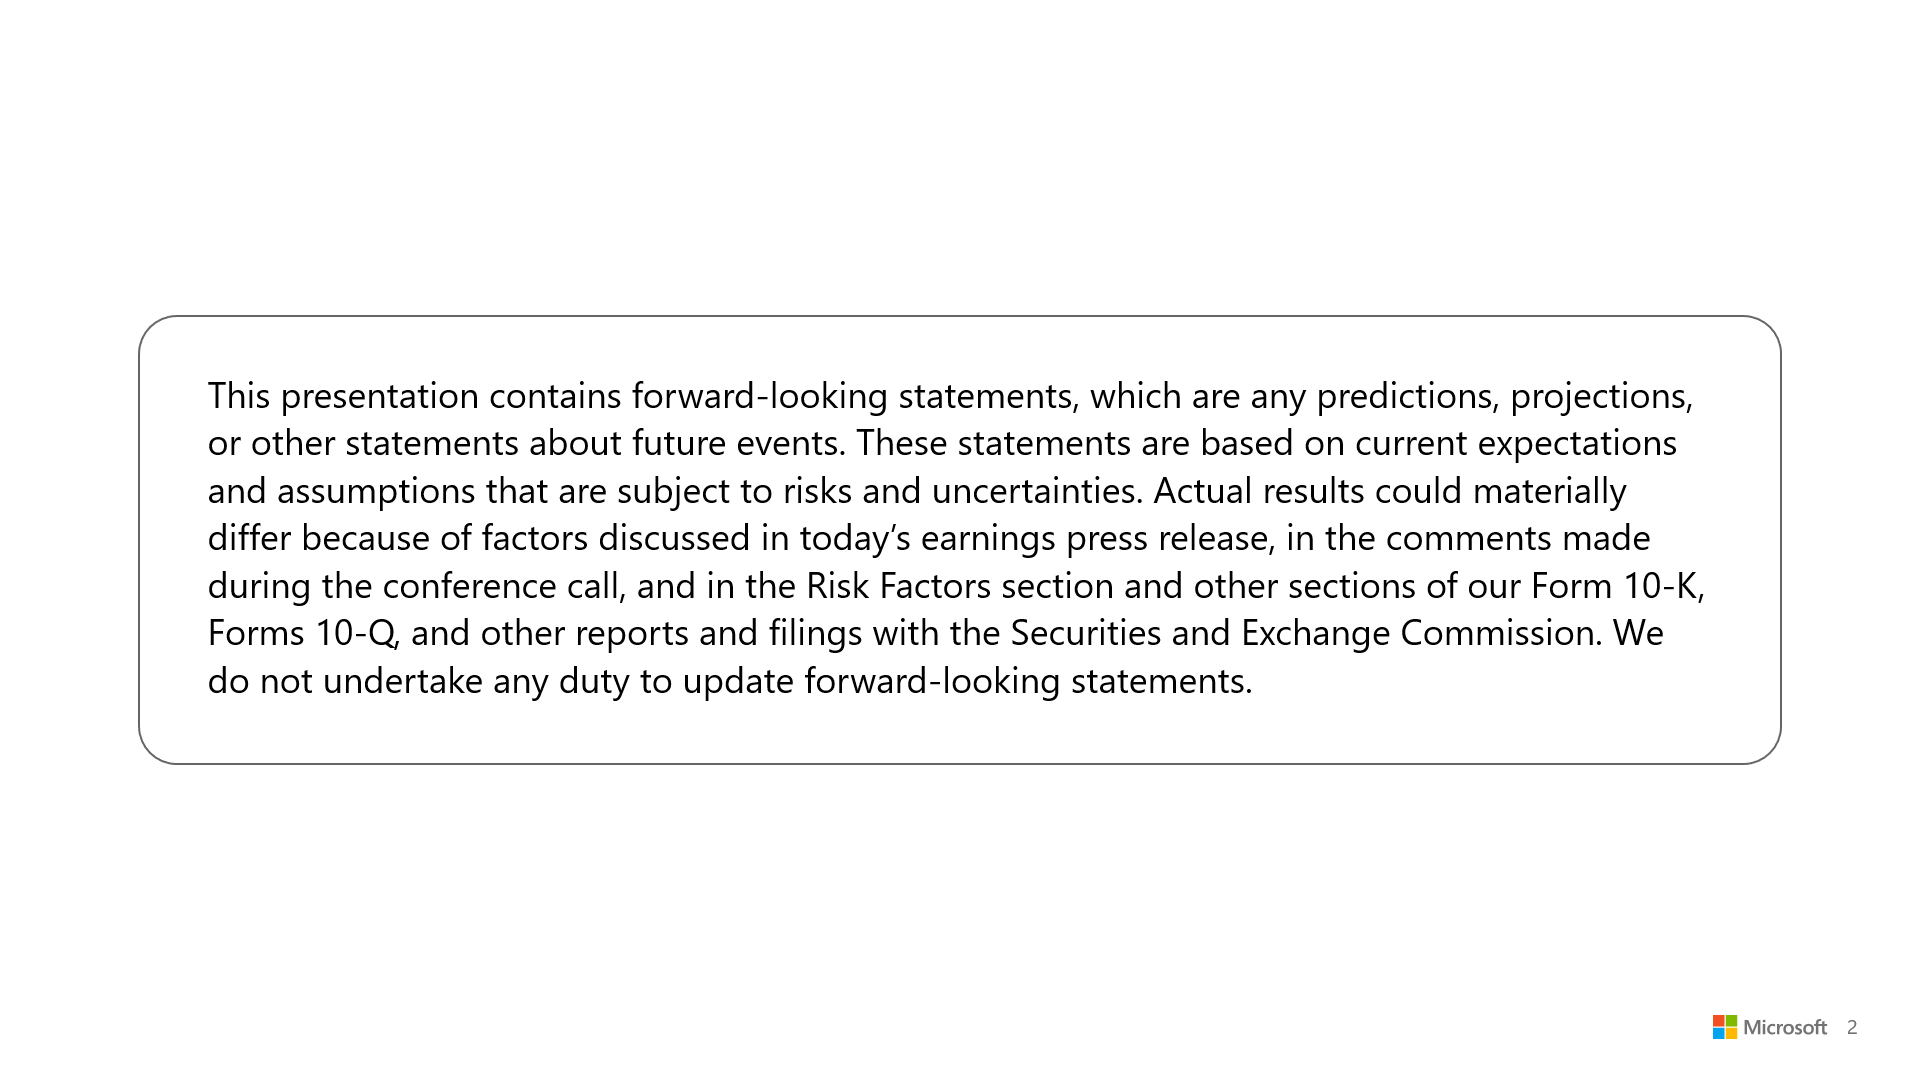 This presentation contains forward-looking statements, which are any predictions, projections,
or other statements about future events. These statements are based on current expectations
and assumptions that are subject to risks and uncertainties. Actual results could materially
differ because of factors discussed in today’s earnings press release, in the comments made
during the conference call, and in the Risk Factors section and other sections of our Form 10-K,
Forms 10-Q, and other reports and filings with the Securities and Exchange Commission. We
do not undertake any duty to update forward-looking statements.
Microsoft 2